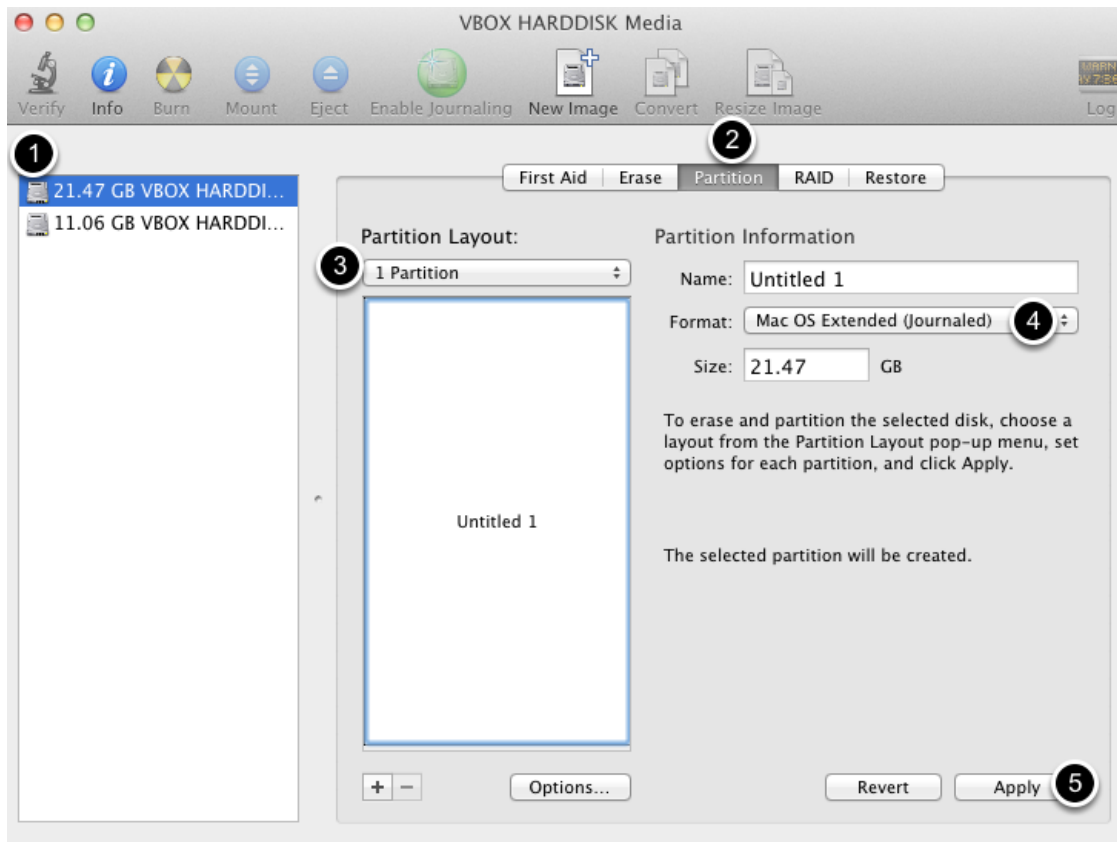 VBOX HARDDISK Media
Verify Info Burn Mount Eject Enable Journaling New Image Convert Resize Image Log
1
2
21.47 GB VBOX HARDDI...
First Aid Erase Partition RAID Restore
11.06 GB VBOX HARDDI...
Partition Layout:
Partition Information
3
1 Partition
Name: Untitled 1
Format: Mac OS Extended (Journaled) 4
Size: 21.47 GB
To erase and partition the selected disk, choose a
layout from the Partition Layout pop-up menu, set
options for each partition, and click Apply.
Untitled 1
The selected partition will be created.
+ − Options... Revert Apply 5